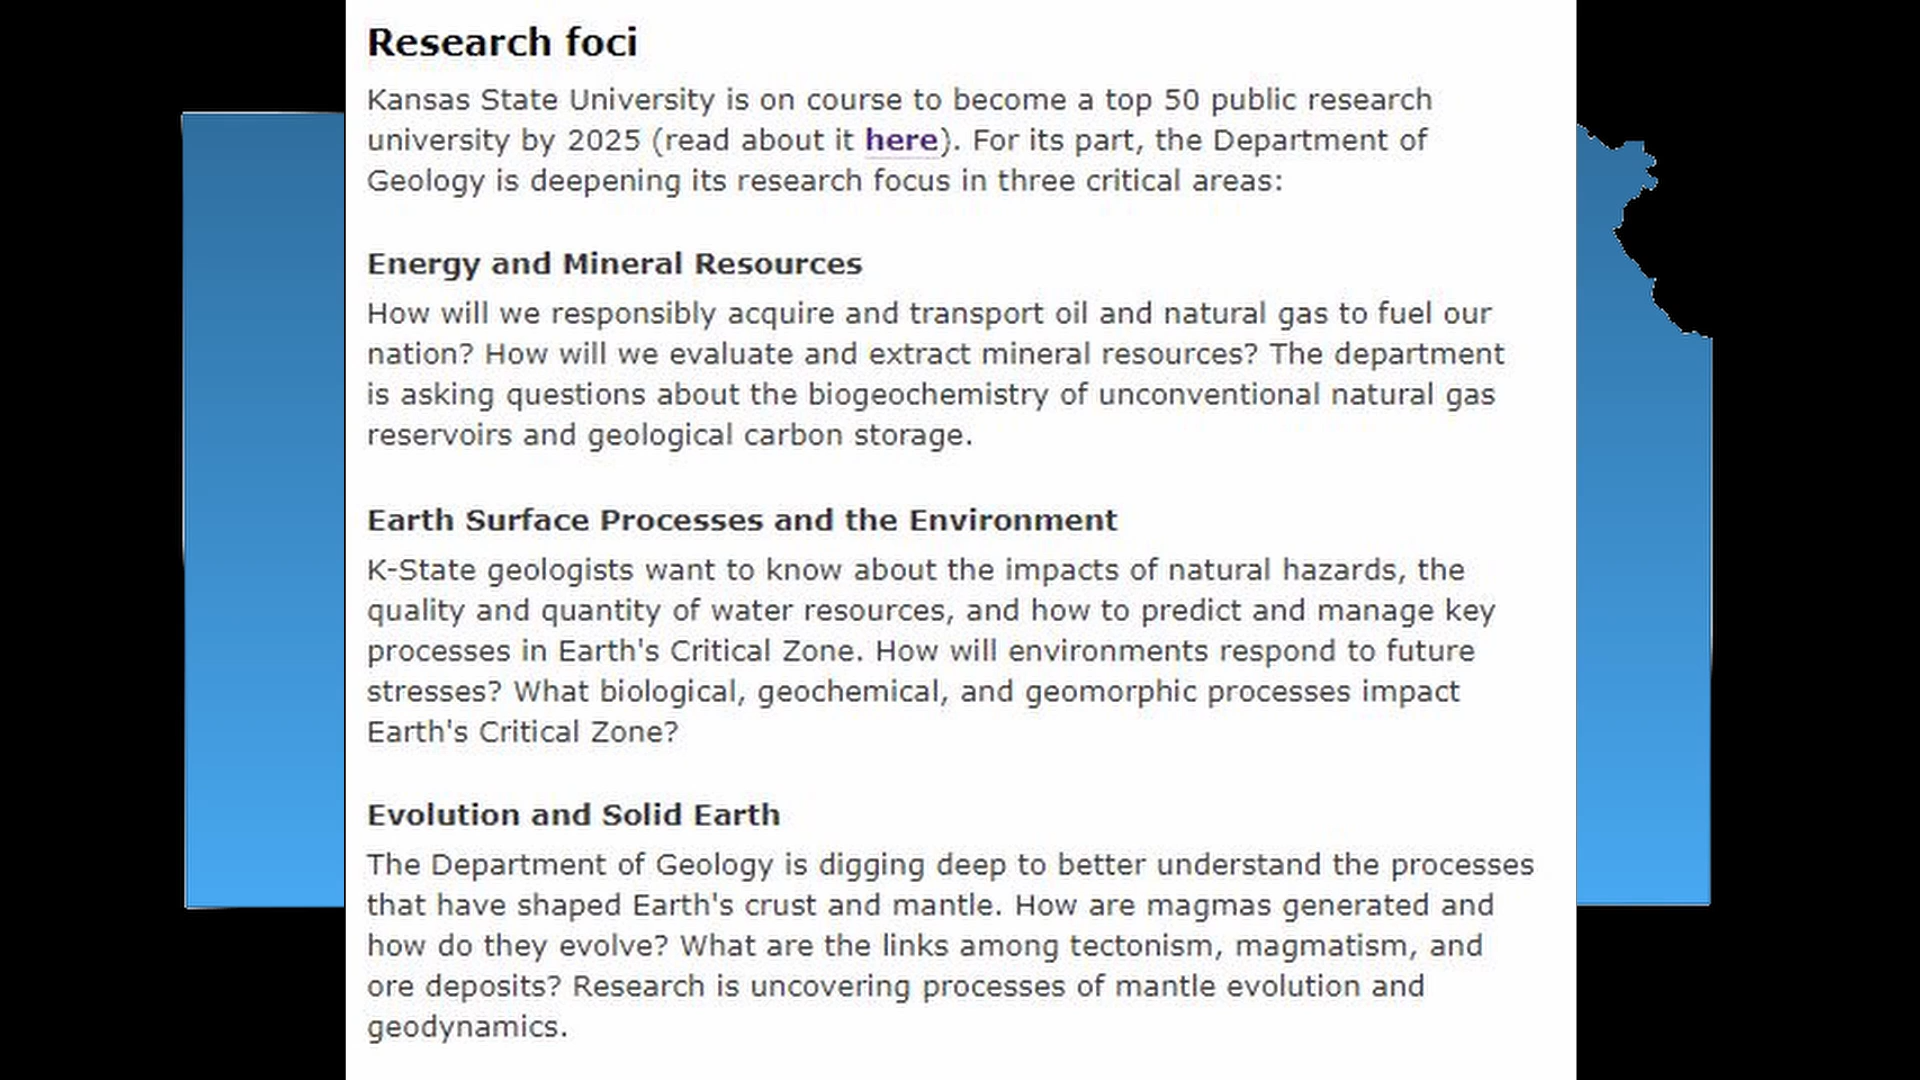 Research foci
Kansas State University is on course to become a top 50 public research
university by 2025 (read about it here). For its part, the Department of
Geology is deepening its research focus in three critical areas:
Energy and Mineral Resources
How will we responsibly acquire and transport oil and natural gas to fuel our
nation? How will we evaluate and extract mineral resources? The department
is asking questions about the biogeochemistry of unconventional natural gas
reservoirs and geological carbon storage.
Earth Surface Processes and the Environment
K-State geologists want to know about the impacts of natural hazards, the
quality and quantity of water resources, and how to predict and manage key
processes in Earth's Critical Zone. How will environments respond to future
stresses? What biological, geochemical, and geomorphic processes impact
Earth's Critical Zone?
Evolution and Solid Earth
The Department of Geology is digging deep to better understand the processes
that have shaped Earth's crust and mantle. How are magmas generated and
how do they evolve? What are the links among tectonism, magmatism, and
ore deposits? Research is uncovering processes of mantle evolution and
geodynamics.